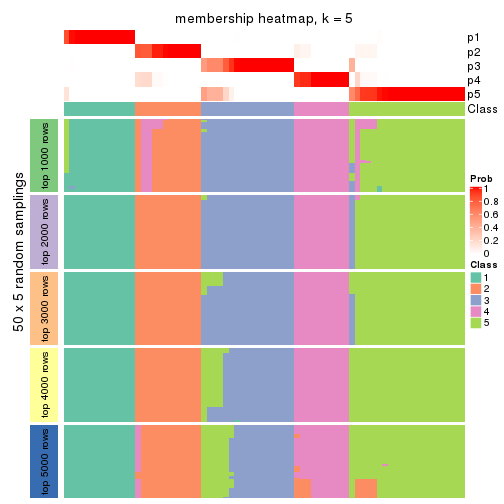 membership heatmap, k = 5
p1
p2
p3
p4
p5
Class
50 x 5 random samplings
top 1000 rows
top 2000 rows
top 3000 rows
top 4000 rows
top 5000 rows
Prob
1
0.8
0.6
0.4
0.2
0
Class
1
2
3
4
5